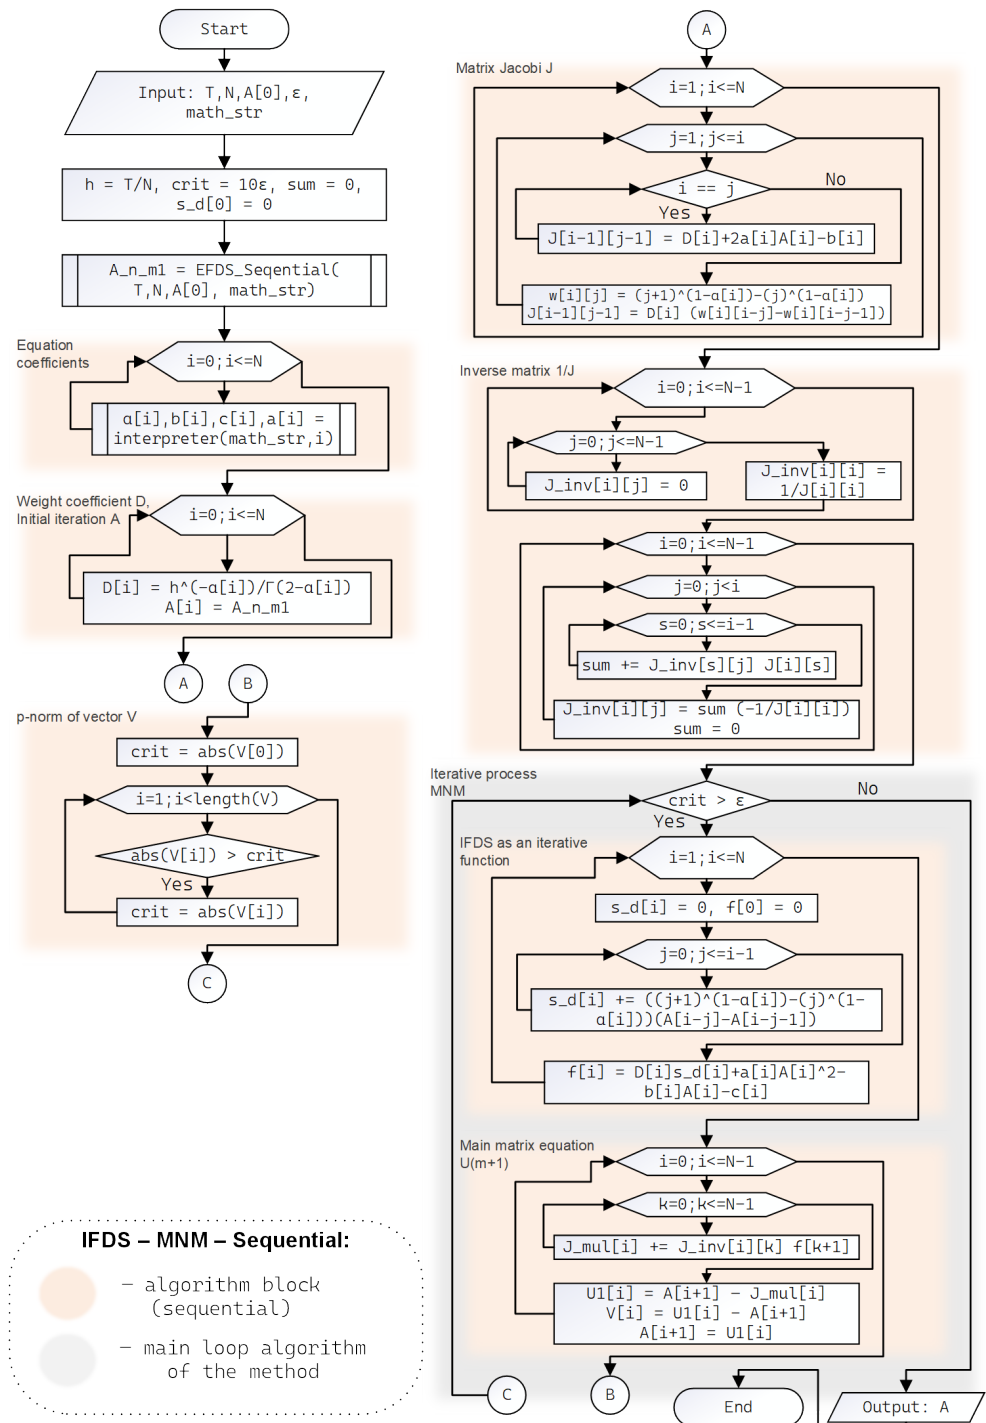 Start
Input: T,N,A[0],ε,
math_str
h = T/N, crit = 10ε, sum = 0,
s_d[0] = 0
A_n_m1 = EFDS_Seqential(
T,N,A[0], math_str)
Equation
coefficients
i=0;i<=N
α[i],b[i],c[i],a[i] =
interpreter(math_str,i)
Weight coefficient D,
Initial iteration A
i=0;i<=N
D[i] = h^(-α[i])/Γ(2-α[i])
A[i] = A_n_m1
A
B
p-norm of vector V
crit = abs(V[0])
i=1;i<length(V)
abs(V[i]) > crit
Yes
crit = abs(V[i])
C
A
Matrix Jacobi J
i=1;i<=N
j=1;j<=i
i == j
No
Yes
J[i-1][j-1] = D[i]+2a[i]A[i]-b[i]
w[i][j] = (j+1)^(1-α[i])-(j)^(1-α[i])
J[i-1][j-1] = D[i] (w[i][i-j]-w[i][i-j-1])
Inverse matrix 1/J
i=0;i<=N-1
j=0;j<=N-1
J_inv[i][j] = 0
J_inv[i][i] =
1/J[i][i]
i=0;i<=N-1
j=0;j<i
s=0;s<=i-1
sum += J_inv[s][j] J[i][s]
J_inv[i][j] = sum (-1/J[i][i])
sum = 0
Iterative process
MNM
crit > ε
No
Yes
IFDS as an iterative
function
i=1;i<=N
s_d[i] = 0, f[0] = 0
j=0;j<=i-1
s_d[i] += ((j+1)^(1-α[i])-(j)^(1-
α[i]))(A[i-j]-A[i-j-1])
f[i] = D[i]s_d[i]+a[i]A[i]^2-
b[i]A[i]-c[i]
Main matrix equation
U(m+1)
i=0;i<=N-1
k=0;k<=N-1
J_mul[i] += J_inv[i][k] f[k+1]
U1[i] = A[i+1] - J_mul[i]
V[i] = U1[i] - A[i+1]
A[i+1] = U1[i]
C
B
End
Output: A
IFDS – MNM – Sequential:
— algorithm block
(sequential)
— main loop algorithm
of the method